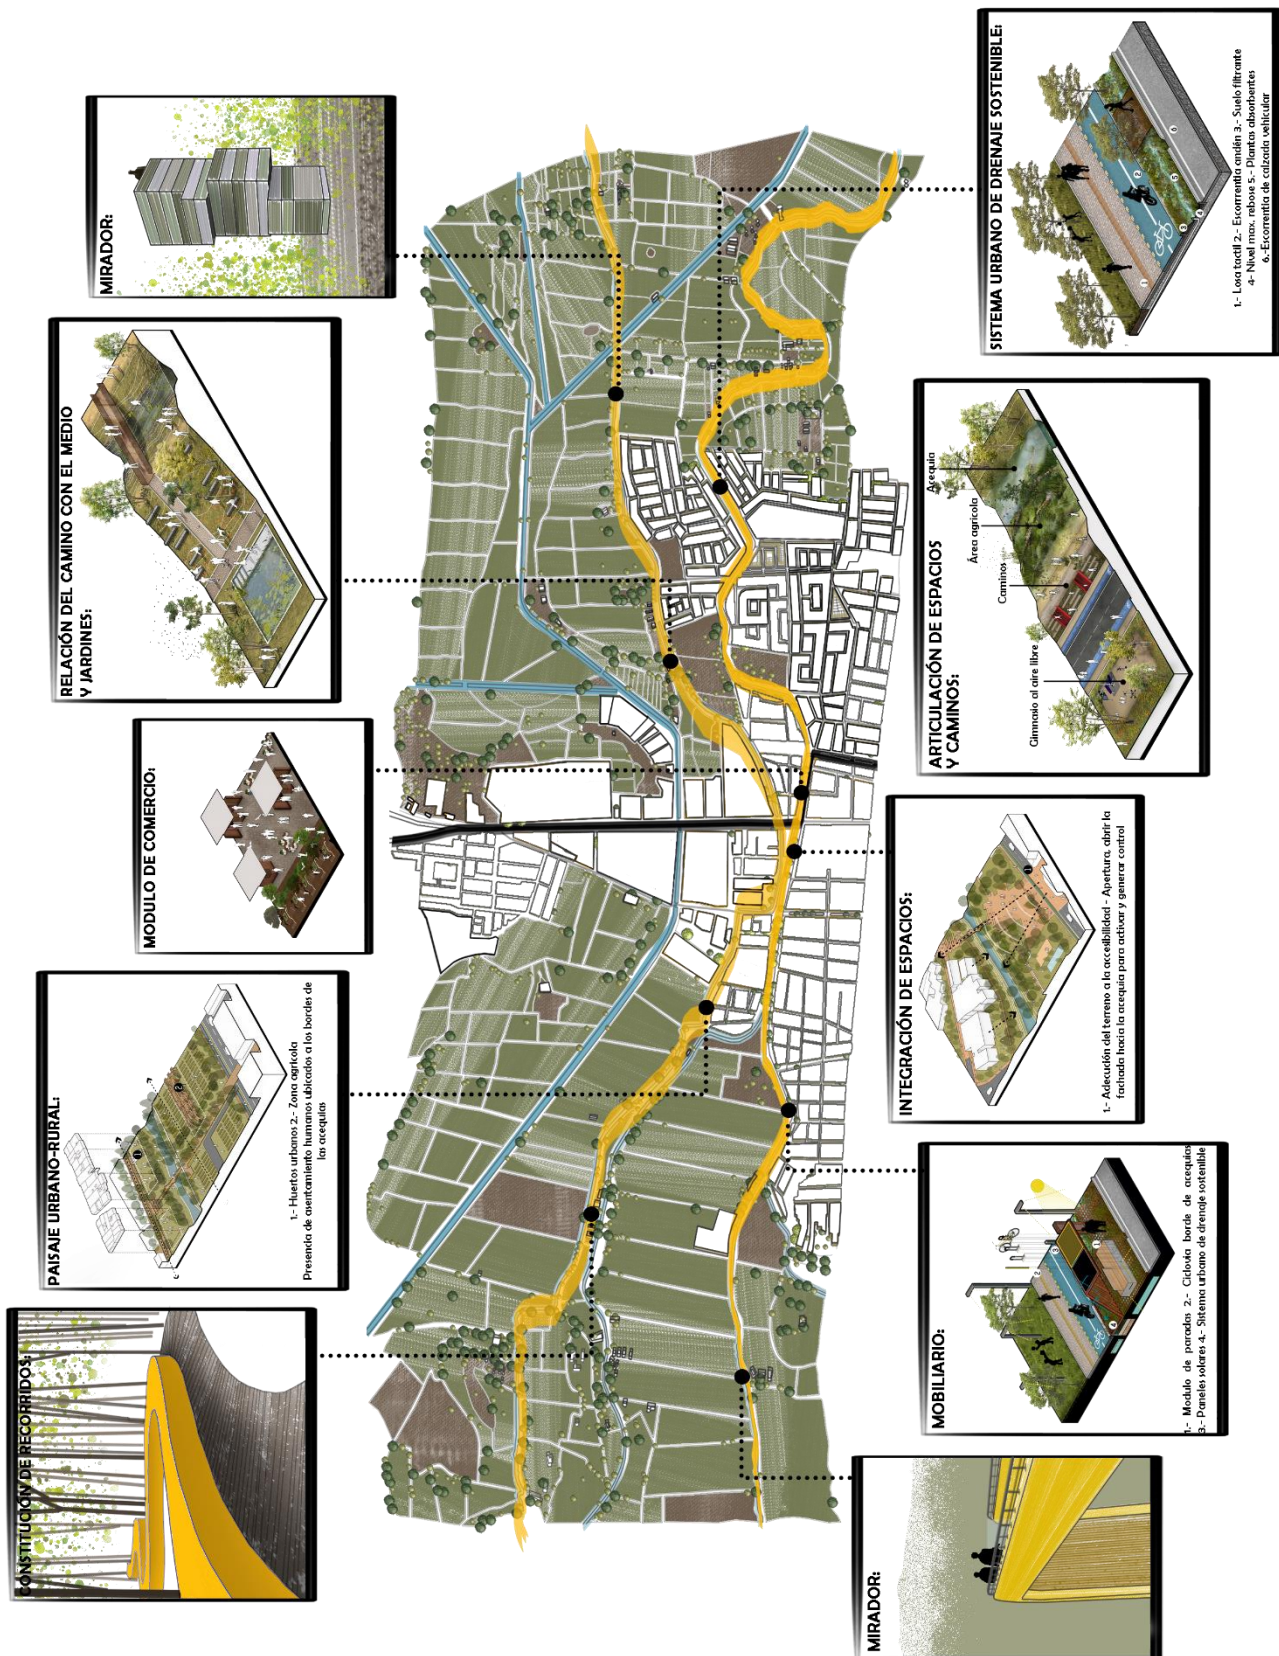 CONSTITUCIÓN DE RECORRIDOS:
PAISAJE URBANO-RURAL:
1.- Huertos urbanos 2.- Zona agrícola
Presencia de asentamiento humanos ubicados a los bordes de
las acequias
MODULO DE COMERCIO:
RELACIÓN DEL CAMINO CON EL MEDIO
Y JARDINES:
MIRADOR:
MIRADOR:
MOBILIARIO:
1.- Modulo de paradas 2.- Ciclovía borde de acequias
3.- Paneles solares 4.- Sistema urbano de drenaje sostenible
INTEGRACIÓN DE ESPACIOS:
1.- Adecución del terreno a la accesibilidad - Apertura, abrir la
fachada hacia la acequia para activar y generar control
ARTICULACIÓN DE ESPACIOS
Y CAMINOS:
Gimnasio al aire libre
Caminos
Área agrícola
Acequia
SISTEMA URBANO DE DRENAJE SOSTENIBLE:
1.- Losa tactil 2.- Escorrrentía andén 3.- Suelo filtrante
4- Nivel max. rebose 5.- Plantas absorbentes
6.-Escorrentía de calzada vehicular